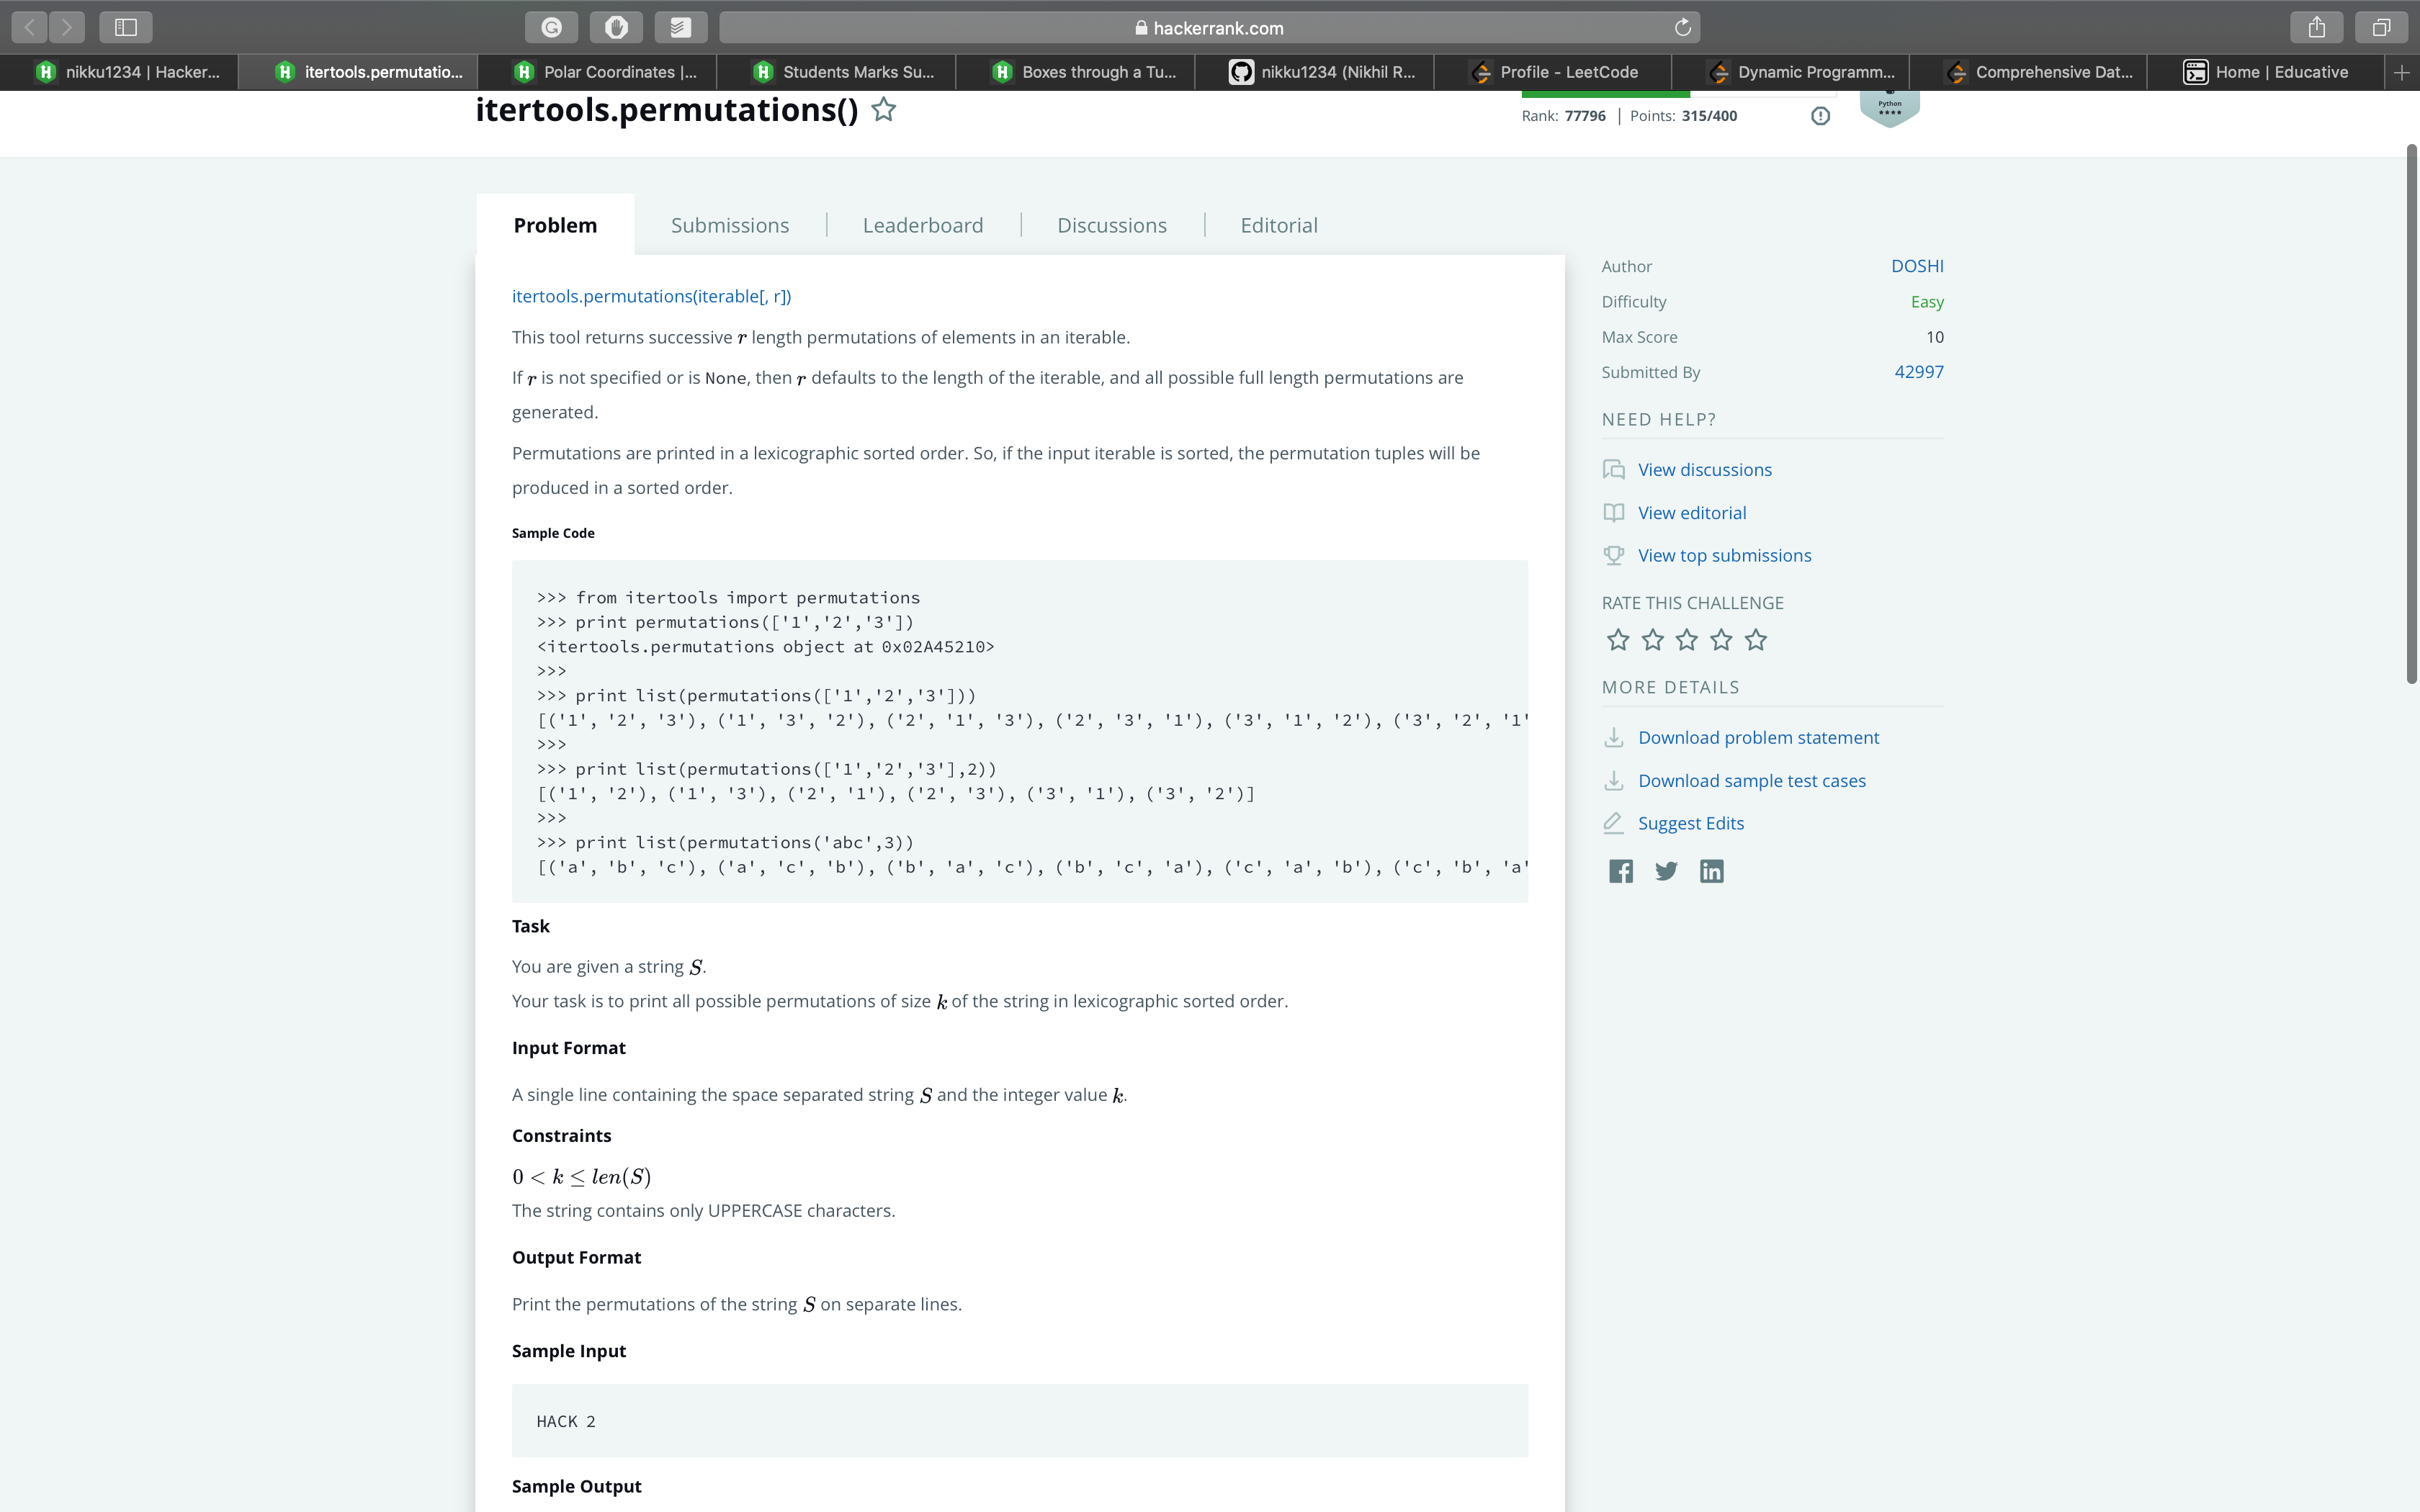 hackerrank.com
nikku1234 | Hacker...
itertools.permutatio...
Polar Coordinates |...
Students Marks Su...
Boxes through a Tu...
nikku1234 (Nikhil R...
Profile - LeetCode
Dynamic Programm...
Comprehensive Dat...
Home | Educative
itertools.permutations()
Rank: 77796 | Points: 315/400
Python
Problem
Submissions
Leaderboard
Discussions
Editorial
itertools.permutations(iterable[, r])
This tool returns successive r length permutations of elements in an iterable.
If r is not specified or is None, then r defaults to the length of the iterable, and all possible full length permutations are
generated.
Permutations are printed in a lexicographic sorted order. So, if the input iterable is sorted, the permutation tuples will be
produced in a sorted order.
Sample Code
>>> from itertools import permutations
>>> print permutations(['1','2','3'])
<itertools.permutations object at 0x02A45210>
>>>
>>> print list(permutations(['1','2','3']))
[('1', '2', '3'), ('1', '3', '2'), ('2', '1', '3'), ('2', '3', '1'), ('3', '1', '2'), ('3', '2', '1'
>>>
>>> print list(permutations(['1','2','3'],2))
[('1', '2'), ('1', '3'), ('2', '1'), ('2', '3'), ('3', '1'), ('3', '2')]
>>>
>>> print list(permutations('abc',3))
[('a', 'b', 'c'), ('a', 'c', 'b'), ('b', 'a', 'c'), ('b', 'c', 'a'), ('c', 'a', 'b'), ('c', 'b', 'a'
Task
You are given a string S.
Your task is to print all possible permutations of size k of the string in lexicographic sorted order.
Input Format
A single line containing the space separated string S and the integer value k.
Constraints
0 < k ≤ len(S)
The string contains only UPPERCASE characters.
Output Format
Print the permutations of the string S on separate lines.
Sample Input
HACK 2
Sample Output
Author DOSHI
Difficulty Easy
Max Score 10
Submitted By 42997
NEED HELP?
View discussions
View editorial
View top submissions
RATE THIS CHALLENGE
MORE DETAILS
Download problem statement
Download sample test cases
Suggest Edits